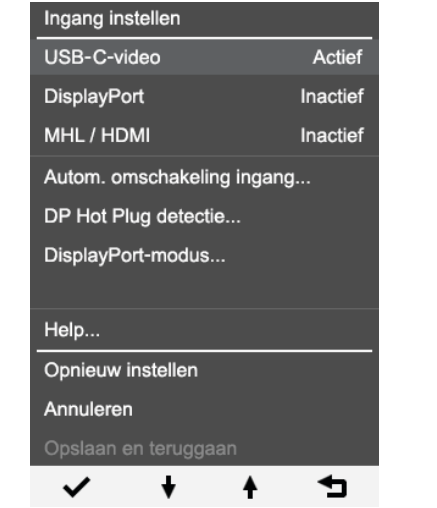 Ingang instellen
USB-C-video Actief
DisplayPort Inactief
MHL / HDMI Inactief
Autom. omschakeling ingang...
DP Hot Plug detectie...
DisplayPort-modus...
Help...
Opnieuw instellen
Annuleren
Opslaan en teruggaan